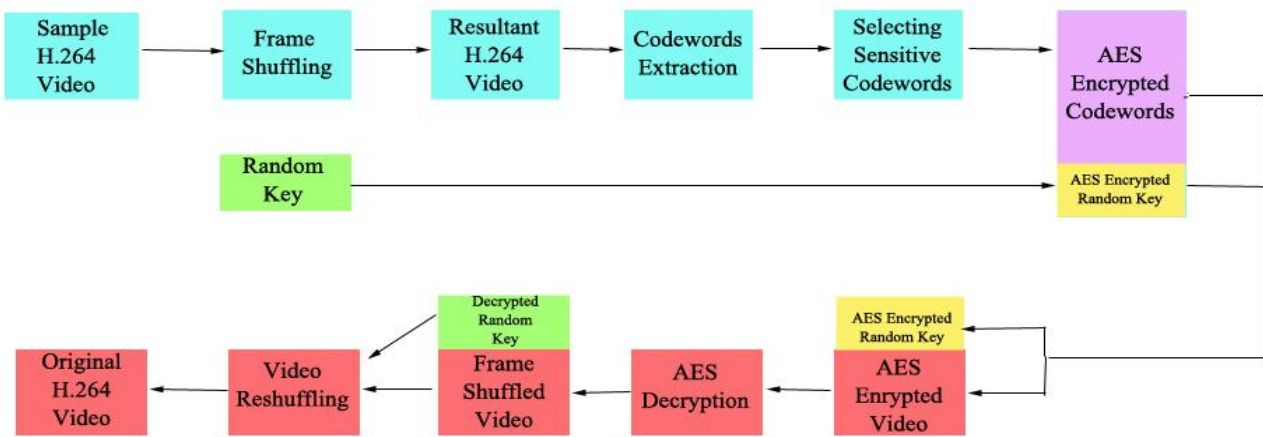 Sample
H.264
Video
Frame
Shuffling
Resultant
H.264
Video
Codewords
Extraction
Selecting
Sensitive
Codewords
AES
Encrypted
Codewords
Random
Key
AES Encrypted
Random Key
Decrypted
Random
Key
AES Encrypted
Random Key
Original
H.264
Video
Video
Reshuffling
Frame
Shuffled
Video
AES
Decryption
AES
Enrypted
Video